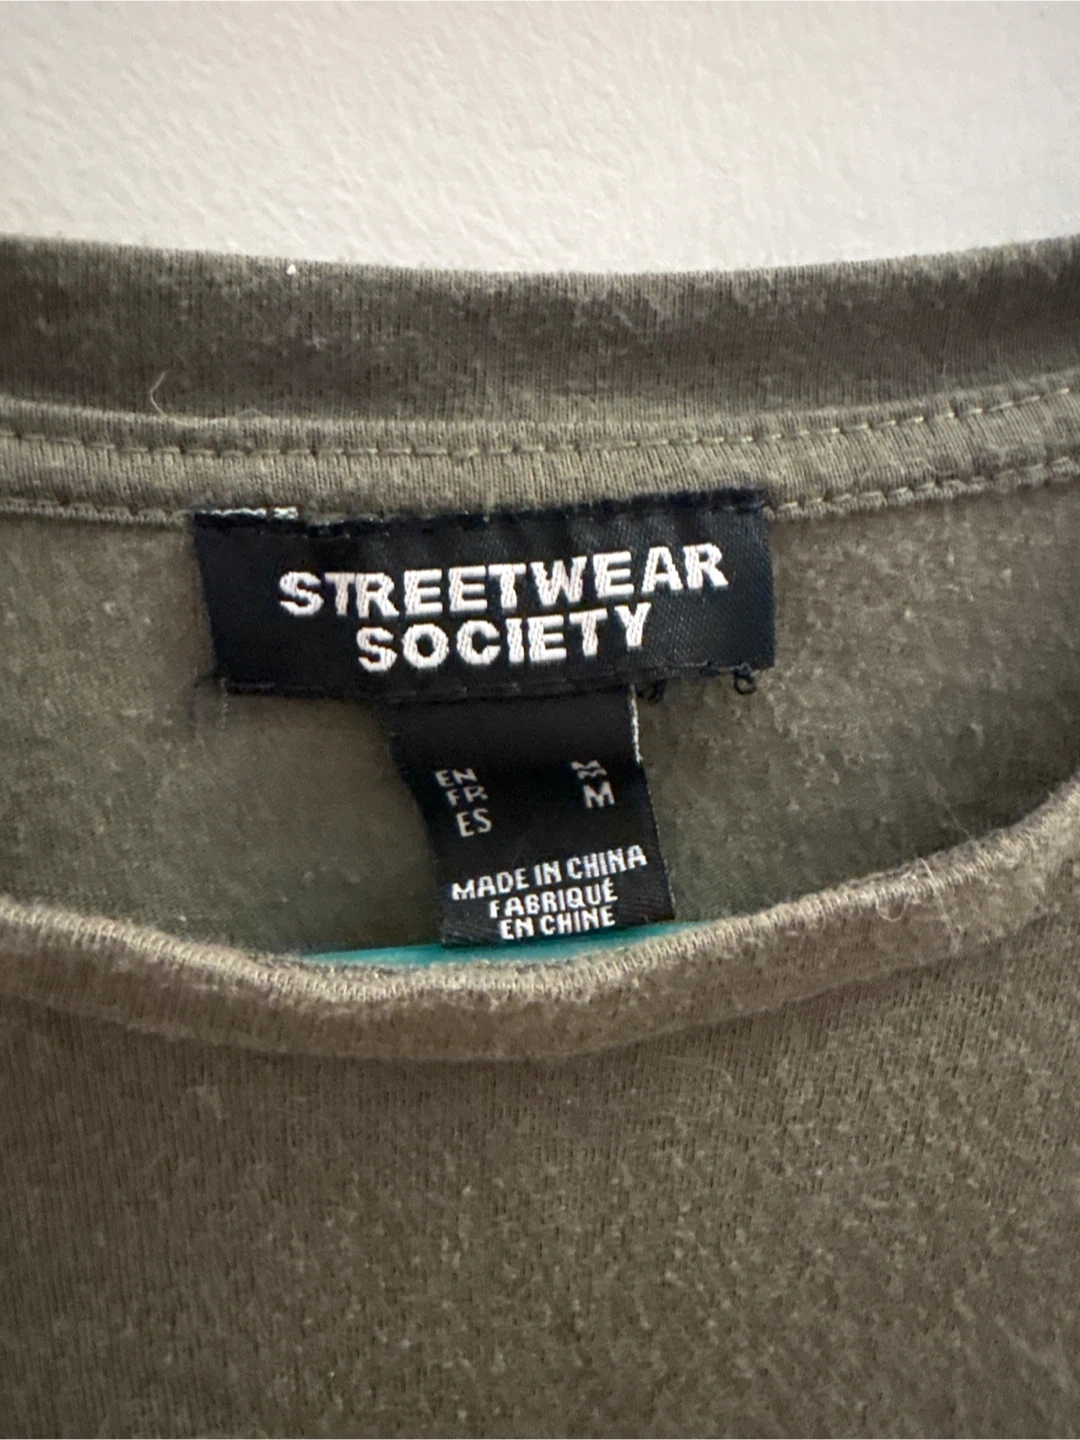 STREETWEAR
SOCIETY
EN M
FR M
ES M
MADE IN CHINA
FABRIQUÉ
EN CHINE